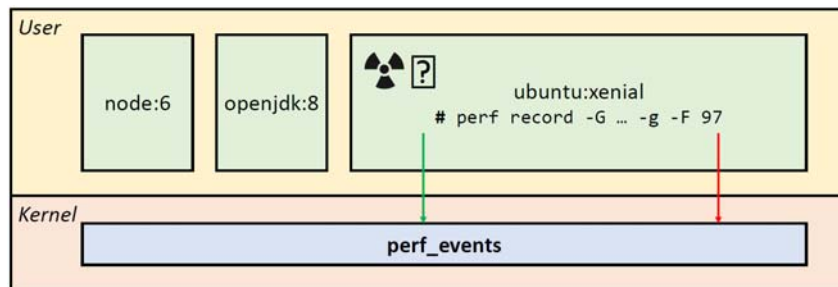 User
node:6
openjdk:8
☢ ⍰
ubuntu:xenial
# perf record -G … -g -F 97
Kernel
perf_events